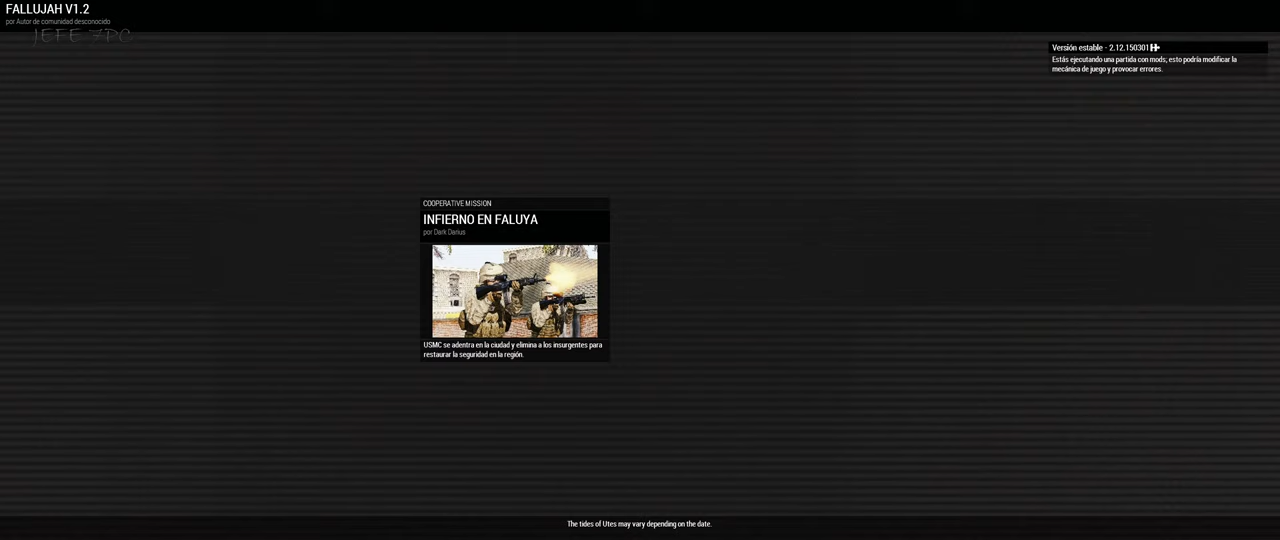 FALLUJAH V1.2
por Autor de comunidad desconocido
JEFE 7PC
Versión estable - 2.12.150301
Estás ejecutando una partida con mods; esto podría modificar la
mecánica de juego y provocar errores.
COOPERATIVE MISSION
INFIERNO EN FALUYA
por Dark Darius
USMC se adentra en la ciudad y elimina a los insurgentes para
restaurar la seguridad en la región.
The tides of Utes may vary depending on the date.